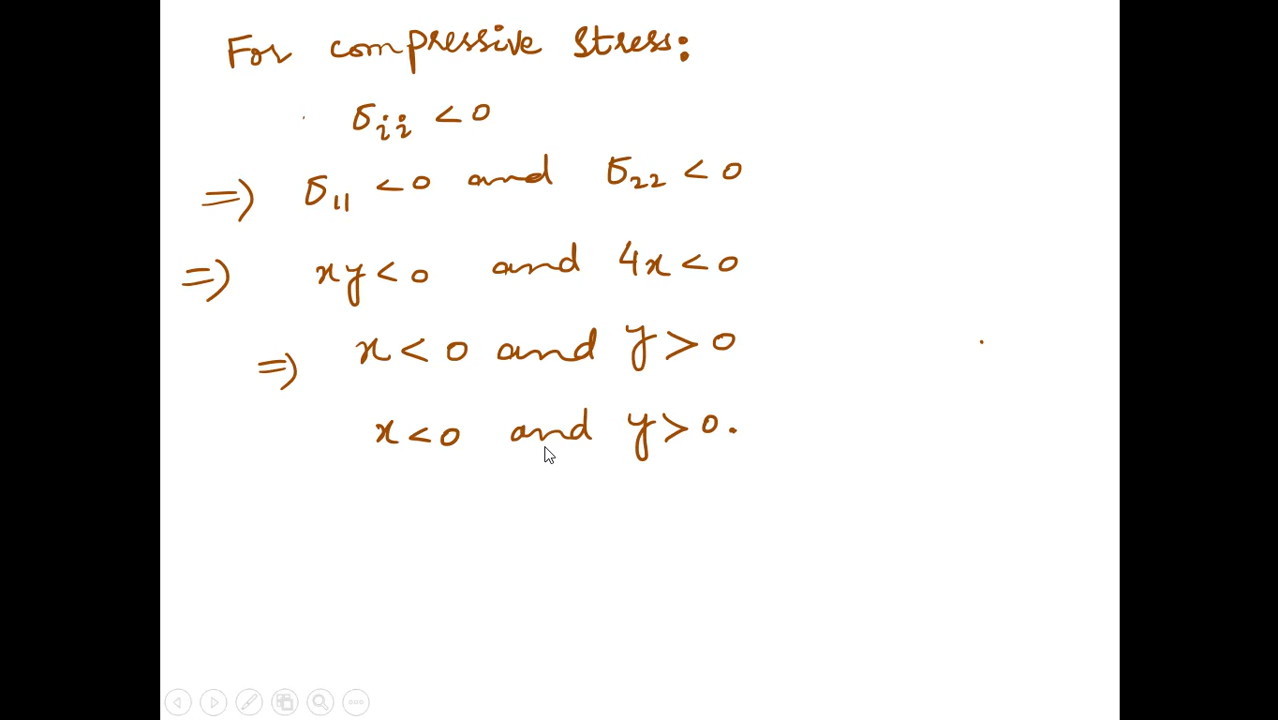 For compressive stress:
σii < 0
⇒ σ11 < 0 and σ22 < 0
⇒ xy < 0 and 4x < 0
⇒ x < 0 and y > 0
x < 0 and y > 0.